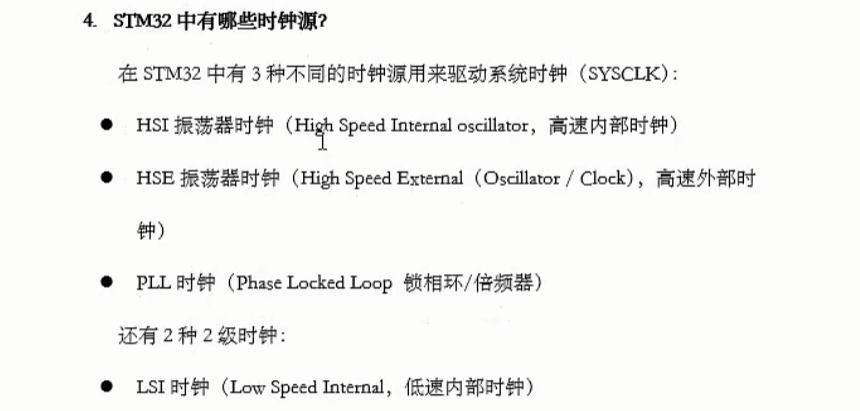 4. STM32 中有哪些时钟源?
在 STM32 中有 3 种不同的时钟源用来驱动系统时钟（SYSCLK）:
● HSI 振荡器时钟（High Speed Internal oscillator，高速内部时钟）
● HSE 振荡器时钟（High Speed External（Oscillator / Clock），高速外部时
钟）
● PLL 时钟（Phase Locked Loop 锁相环/倍频器）
还有 2 种 2 级时钟:
● LSI 时钟（Low Speed Internal，低速内部时钟）